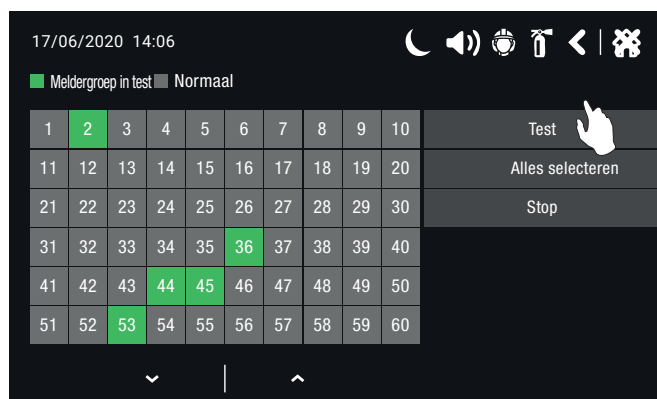 17/06/2020 14:06
Meldergroep in test Normaal
1 2 3 4 5 6 7 8 9 10 Test
11 12 13 14 15 16 17 18 19 20 Alles selecteren
21 22 23 24 25 26 27 28 29 30 Stop
31 32 33 34 35 36 37 38 39 40
41 42 43 44 45 46 47 48 49 50
51 52 53 54 55 56 57 58 59 60